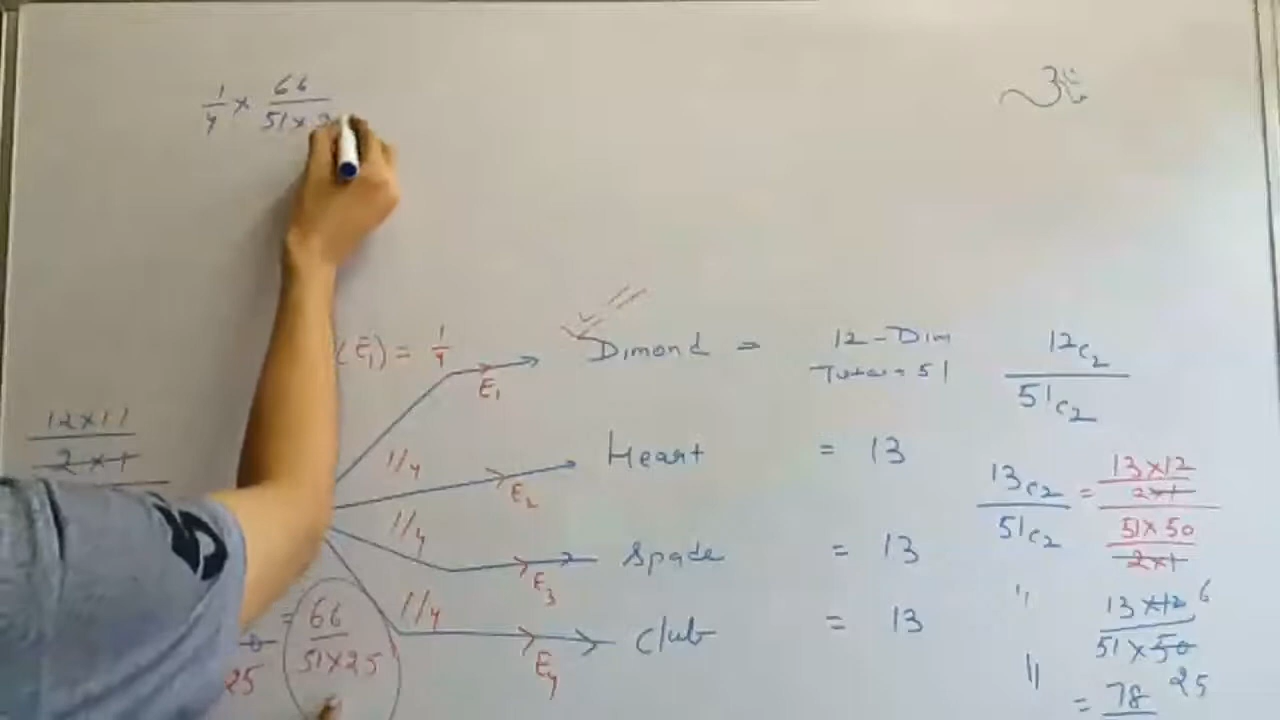 1/4 × 66/51×2
ॐ
(E₁) = 1/4
E₁
Dimond ⇒ 12 - Dim
Total = 51
12c₂/51c₂
12×11
2×1
1/4
E₂
Heart = 13
13c₂/51c₂ = 13×12/2×1
51×50/2×1
1/4
E₃
Spade = 13
1/4
E₄
Club = 13
" 13×12 6
51×50
"
= 78 25
= 66/51×25
25